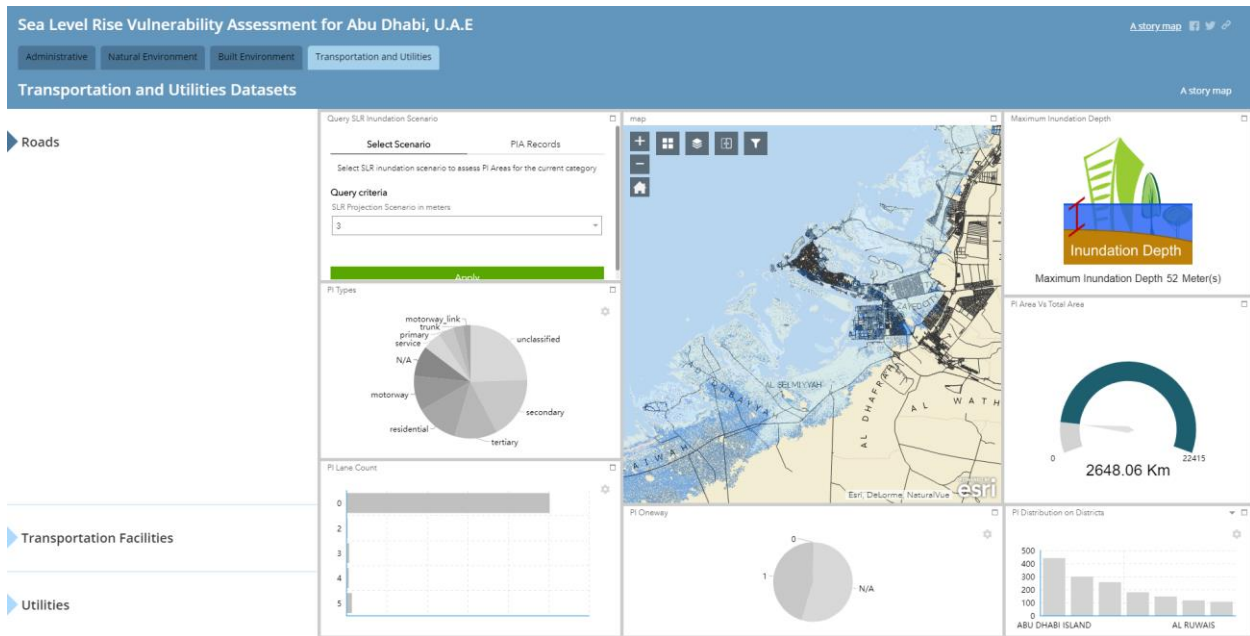 Sea Level Rise Vulnerability Assessment for Abu Dhabi, U.A.E
A story map
Administrative
Natural Environment
Built Environment
Transportation and Utilities
Transportation and Utilities Datasets
A story map
Roads
Transportation Facilities
Utilities
Query SLR Inundation Scenario
Select Scenario
PIA Records
Select SLR inundation scenario to assess PI Areas for the current category
Query criteria
SLR Projection Scenario in meters
3
Apply
PI Types
motorway_link
trunk
primary
service
N/A
motorway
residential
tertiary
secondary
unclassified
PI Lane Count
0
2
3
4
5
map
AL SELMIYYAH
AL DHAFRAH
AL WATH
Esri, DeLorme, NaturalVue
esri
PI Oneway
0
1
N/A
Maximum Inundation Depth
Inundation Depth
Maximum Inundation Depth 52 Meter(s)
PI Area Vs Total Area
0
22415
2648.06 Km
PI Distribution on Districts
500
400
300
200
100
0
ABU DHABI ISLAND
AL RUWAIS